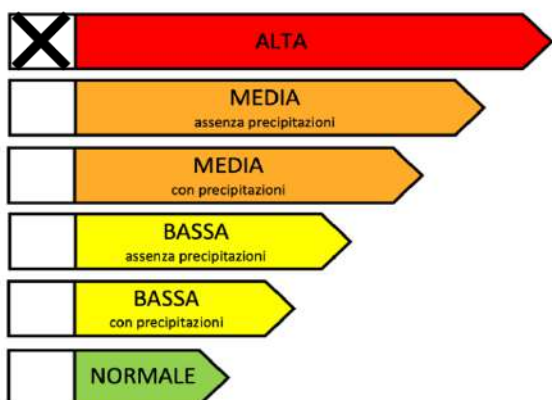 ALTA
MEDIA
assenza precipitazioni
MEDIA
con precipitazioni
BASSA
assenza precipitazioni
BASSA
con precipitazioni
NORMALE